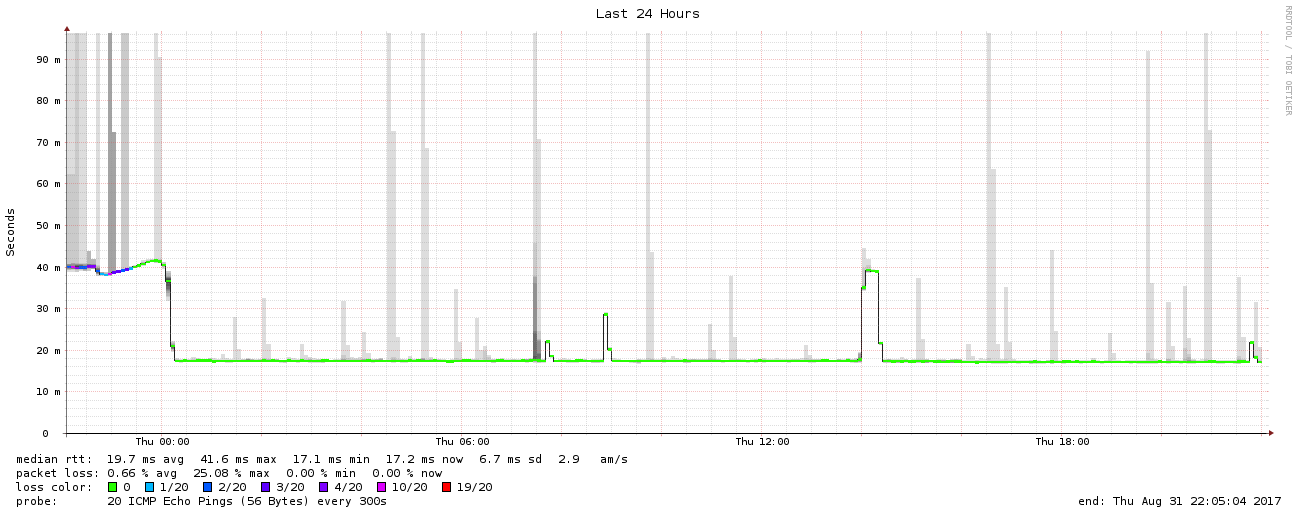 Last 24 Hours
RRDTOOL / TOBI OETIKER
Seconds
90 m
80 m
70 m
60 m
50 m
40 m
30 m
20 m
10 m
0
Thu 00:00 Thu 06:00 Thu 12:00 Thu 18:00
median rtt: 19.7 ms avg 41.6 ms max 17.1 ms min 17.2 ms now 6.7 ms sd 2.9 am/s
packet loss: 0.66 % avg 25.08 % max 0.00 % min 0.00 % now
loss color: 0 1/20 2/20 3/20 4/20 10/20 19/20
probe: 20 ICMP Echo Pings (56 Bytes) every 300s end: Thu Aug 31 22:05:04 2017